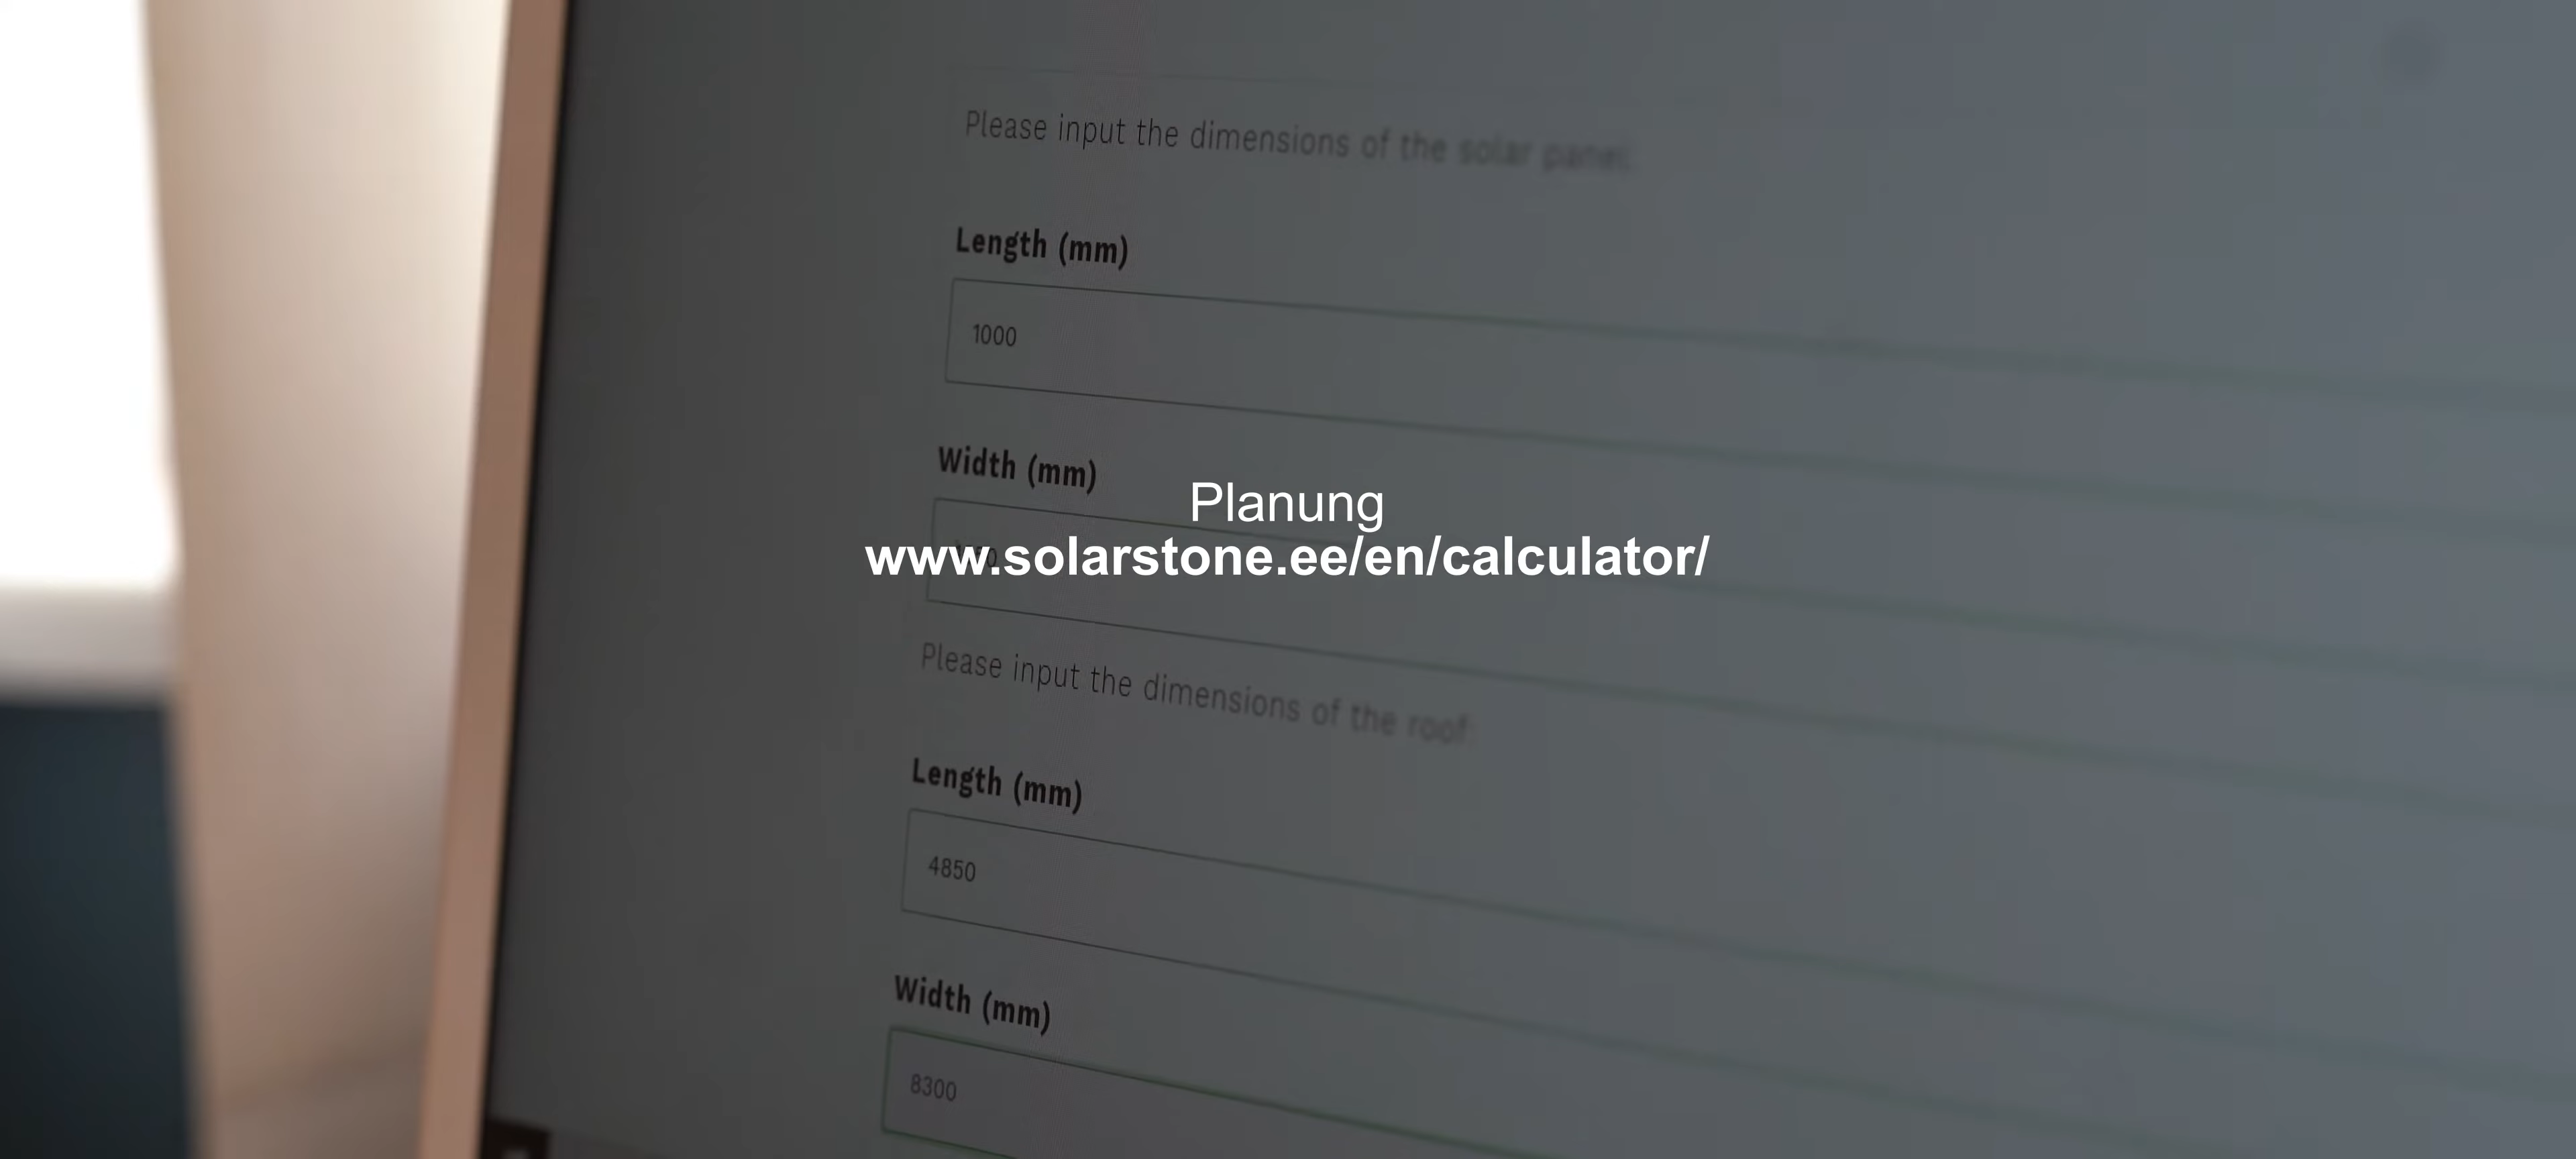 Please input the dimensions of the solar panel.
Length (mm)
1000
Width (mm)
Planung
www.solarstone.ee/en/calculator/
Please input the dimensions of the roof
Length (mm)
4850
Width (mm)
8300